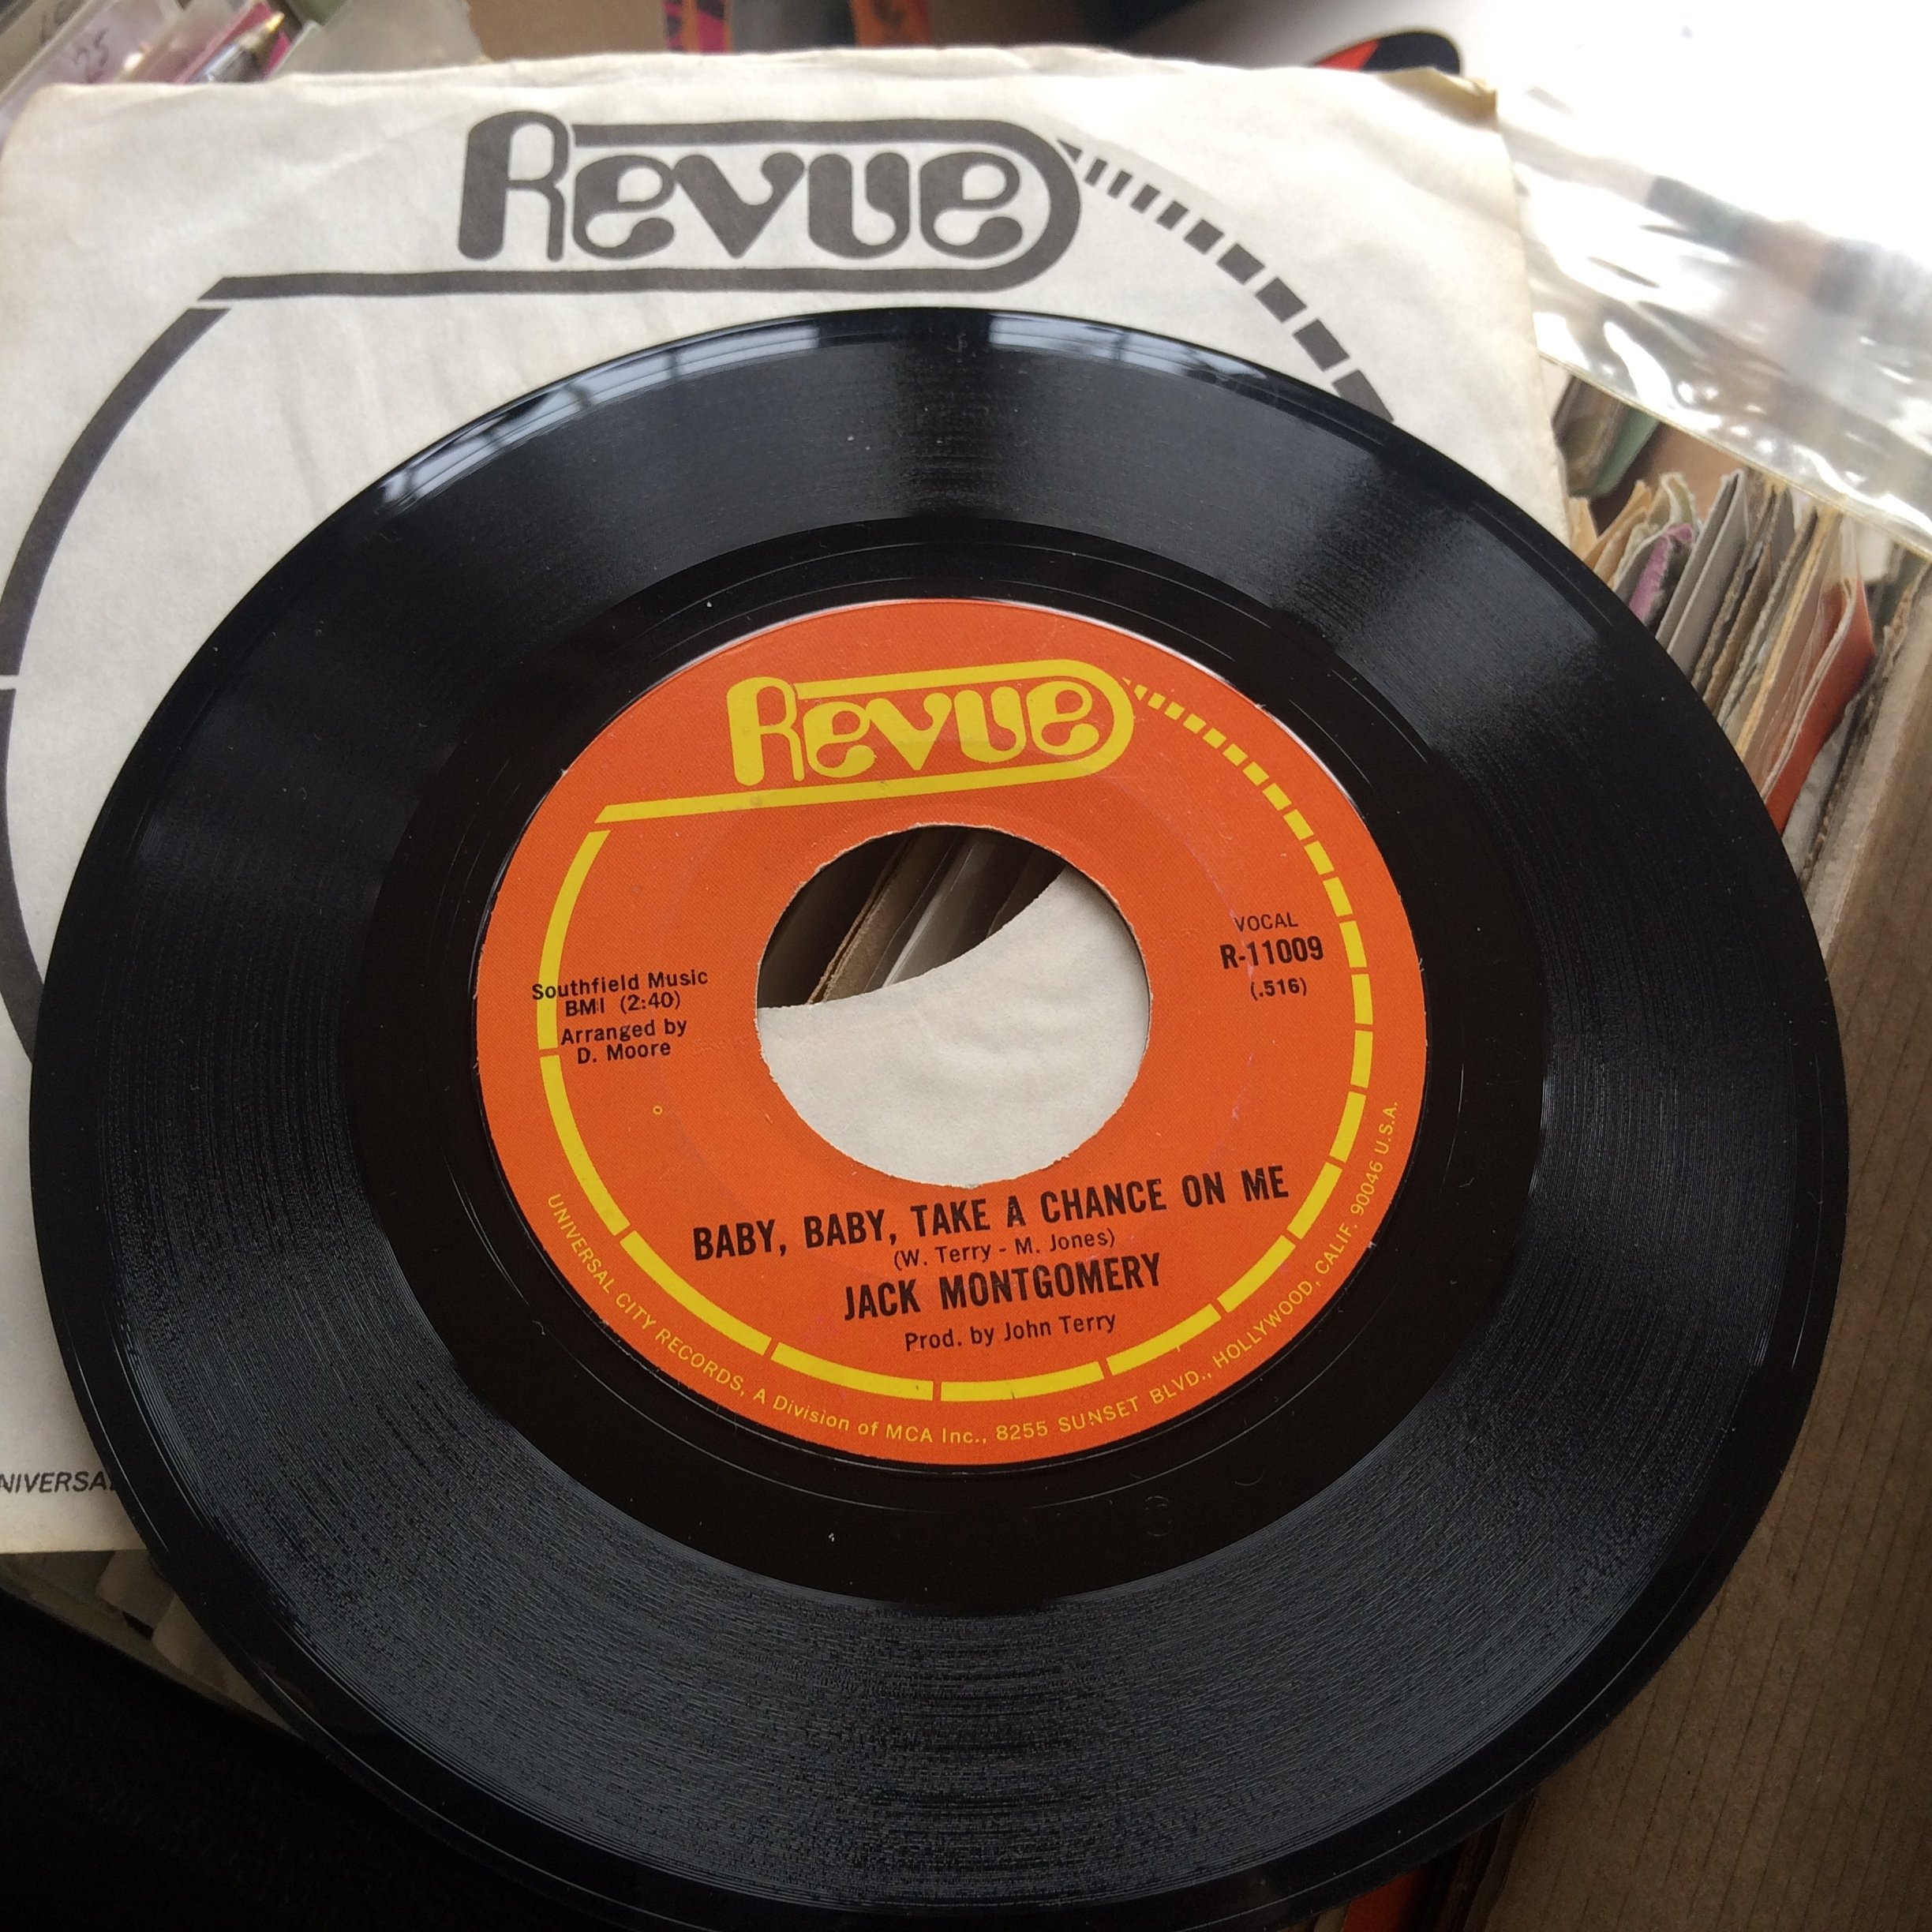 25
Revue
Revue
VOCAL
R-11009
(.516)
Southfield Music
BMI (2:40)
Arranged by
D. Moore
BABY, BABY, TAKE A CHANCE ON ME
(W. Terry - M. Jones)
JACK MONTGOMERY
Prod. by John Terry
UNIVERSAL CITY RECORDS, A Division of MCA Inc., 8255 SUNSET BLVD., HOLLYWOOD, CALIF. 90046 U.S.A.
NIVERSA